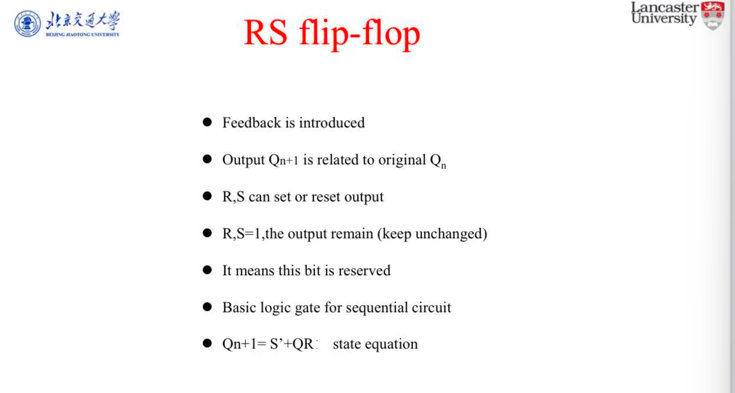 北京交通大学
BEIJING JIAOTONG UNIVERSITY
Lancaster
University
RS flip-flop
● Feedback is introduced
● Output Qn+1 is related to original Qn
● R,S can set or reset output
● R,S=1,the output remain (keep unchanged)
● It means this bit is reserved
● Basic logic gate for sequential circuit
● Qn+1= S’+QR: state equation